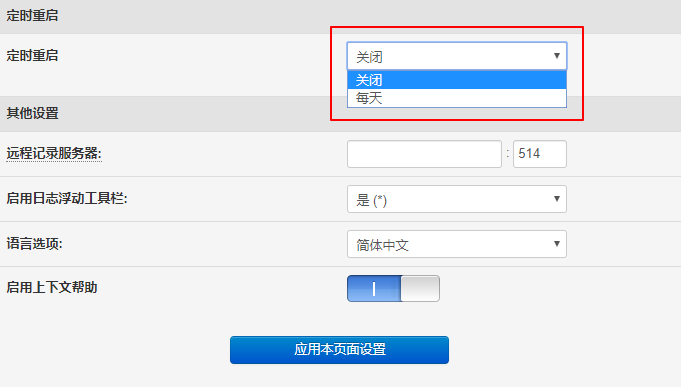 定时重启
定时重启 关闭
关闭
每天
其他设置
远程记录服务器: : 514
启用日志浮动工具栏: 是 (*)
语言选项: 简体中文
启用上下文帮助
应用本页面设置